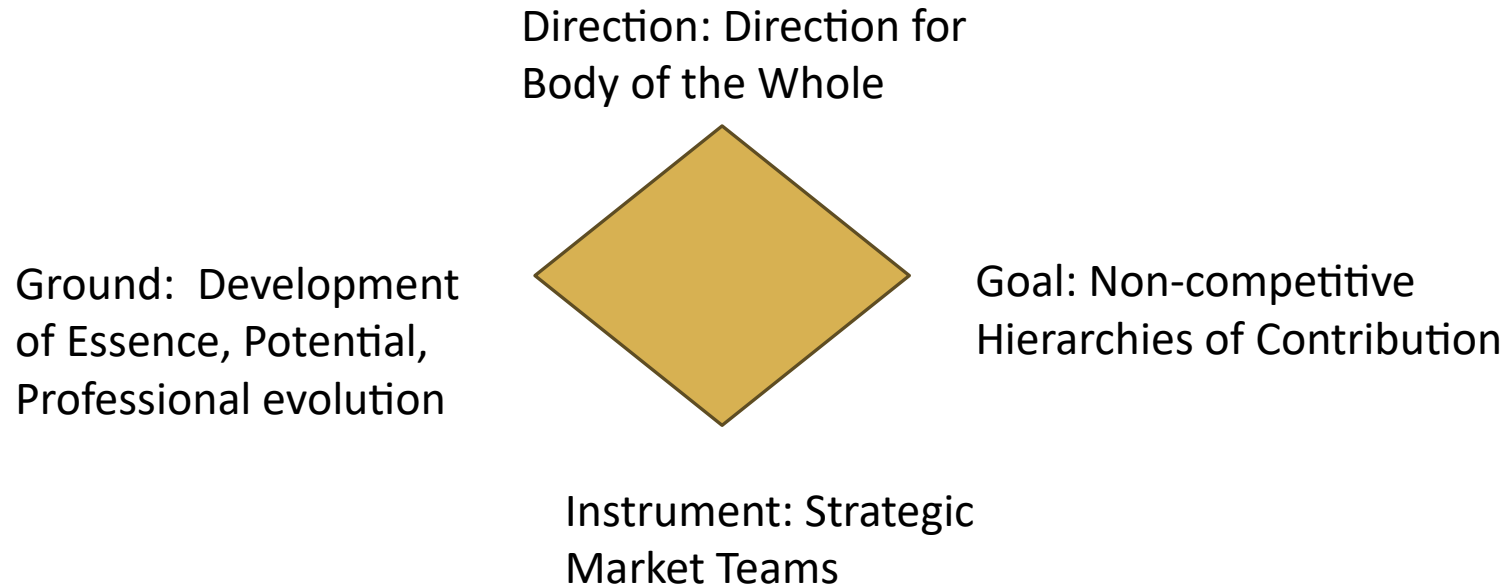 Direction: Direction for
Body of the Whole
Ground:  Development
of Essence, Potential,
Professional evolution
Goal: Non-competitive
Hierarchies of Contribution
Instrument: Strategic
Market Teams